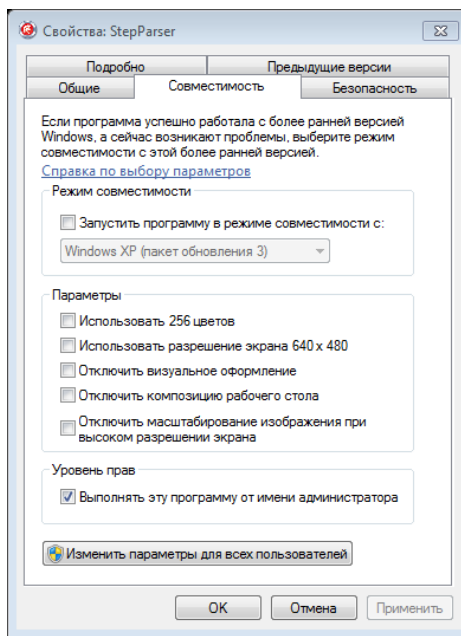 Свойства: StepParser
Подробно
Предыдущие версии
Общие
Совместимость
Безопасность
Если программа успешно работала с более ранней версией
Windows, а сейчас возникают проблемы, выберите режим
совместимости с этой более ранней версией.
Справка по выбору параметров
Режим совместимости
Запустить программу в режиме совместимости с:
Windows XP (пакет обновления 3)
Параметры
Использовать 256 цветов
Использовать разрешение экрана 640 x 480
Отключить визуальное оформление
Отключить композицию рабочего стола
Отключить масштабирование изображения при
высоком разрешении экрана
Уровень прав
Выполнять эту программу от имени администратора
Изменить параметры для всех пользователей
ОК
Отмена
Применить